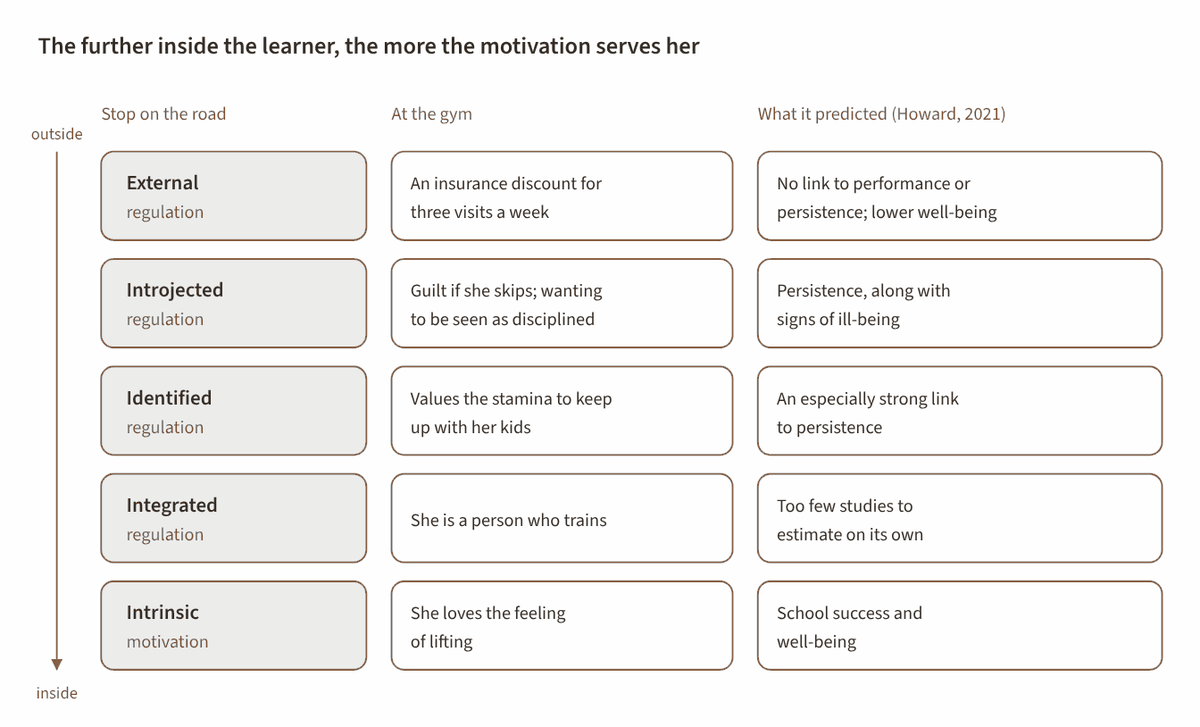 The further inside the learner, the more the motivation serves her
Stop on the road
At the gym
What it predicted (Howard, 2021)
outside
External
regulation
An insurance discount for
three visits a week
No link to performance or
persistence; lower well-being
Introjected
regulation
Guilt if she skips; wanting
to be seen as disciplined
Persistence, along with
signs of ill-being
Identified
regulation
Values the stamina to keep
up with her kids
An especially strong link
to persistence
Integrated
regulation
She is a person who trains
Too few studies to
estimate on its own
Intrinsic
motivation
She loves the feeling
of lifting
School success and
well-being
inside